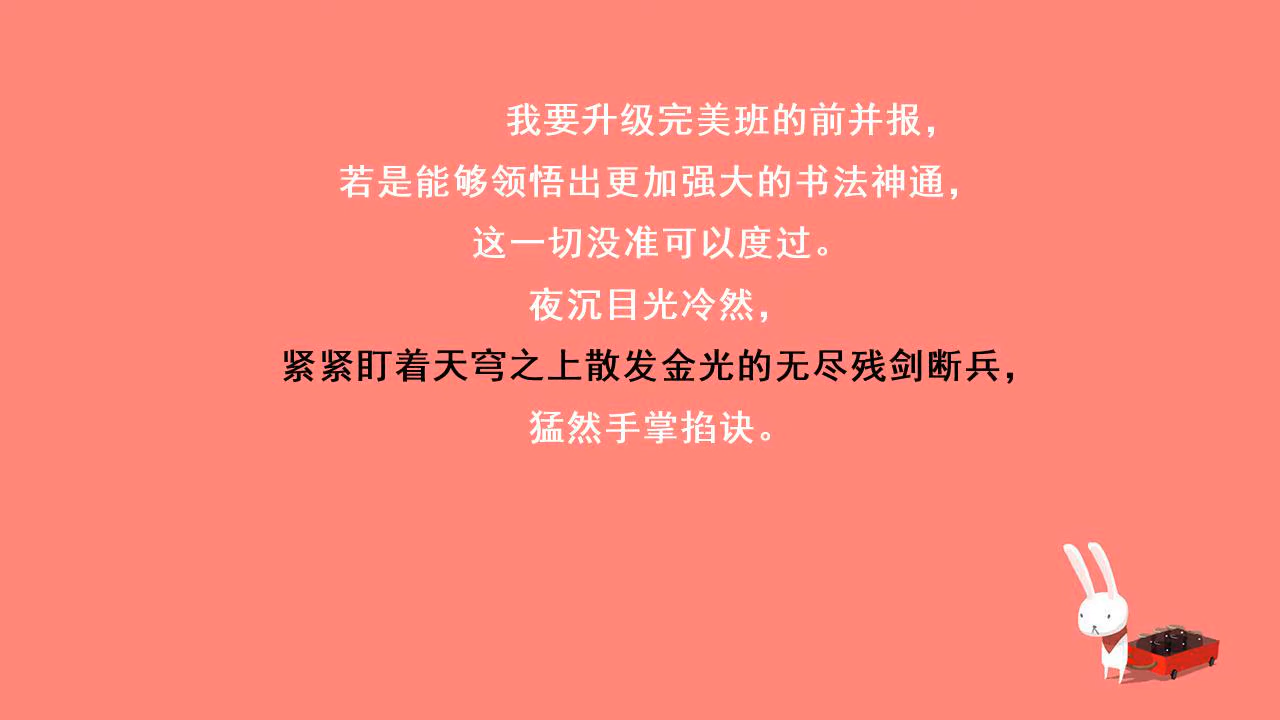 我要升级完美班的前并报，
若是能够领悟出更加强大的书法神通，
这一切没准可以度过。
夜沉目光冷然，
紧紧盯着天穹之上散发金光的无尽残剑断兵，
猛然手掌掐诀。